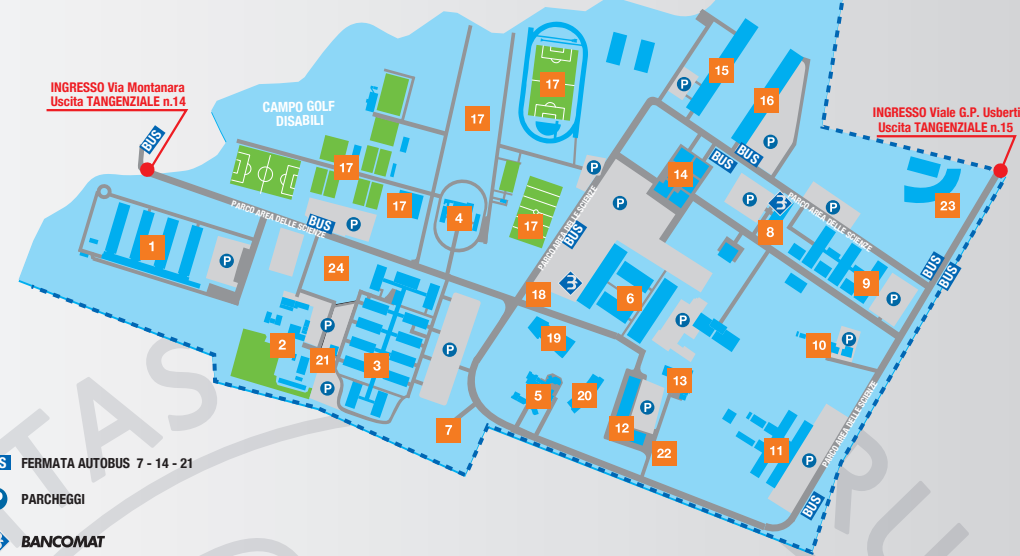 INGRESSO Via Montanara
Uscita TANGENZIALE n.14
BUS
CAMPO GOLF
DISABILI
INGRESSO Viale G.P. Usberti
Uscita TANGENZIALE n.15
15
P
16
P
17
17
17
17
17
14
BUS
BUS
P
P
P
P
8
PARCO AREA DELLE SCIENZE
23
BUS
BUS
9
P
PARCO AREA DELLE SCIENZE
BUS
P
4
PARCO AREA DELLE SCIENZE
BUS
1
P
24
18
6
P
2
P
21
P
3
P
19
5
20
13
12
P
22
7
10
P
11
P
PARCO AREA DELLE SCIENZE
BUS
FERMATA AUTOBUS 7 - 14 - 21
P PARCHEGGI
BANCOMAT
TAS
RU